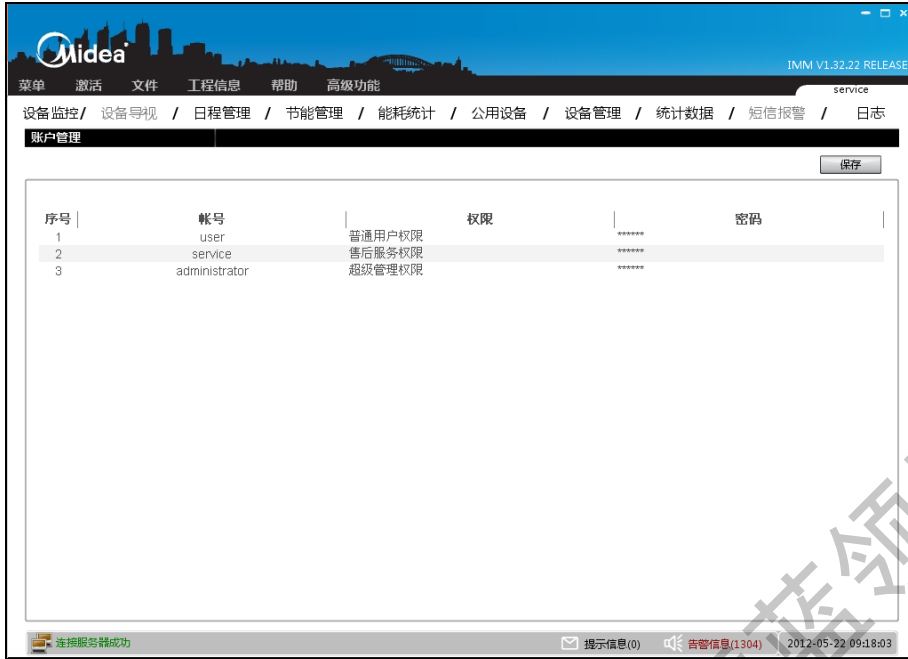 Midea
IMM V1.32.22 RELEASE
菜单 激活 文件 工程信息 帮助 高级功能
service
设备监控/ 设备导视 / 日程管理 / 节能管理 / 能耗统计 / 公用设备 / 设备管理 / 统计数据 / 短信报警 / 日志
账户管理
保存
序号 帐号 权限 密码
1 user 普通用户权限 ******
2 service 售后服务权限 ******
3 administrator 超级管理权限 ******
蓝领
连接服务器成功 提示信息(0) 告警信息(1304) 2012-05-22 09:18:03